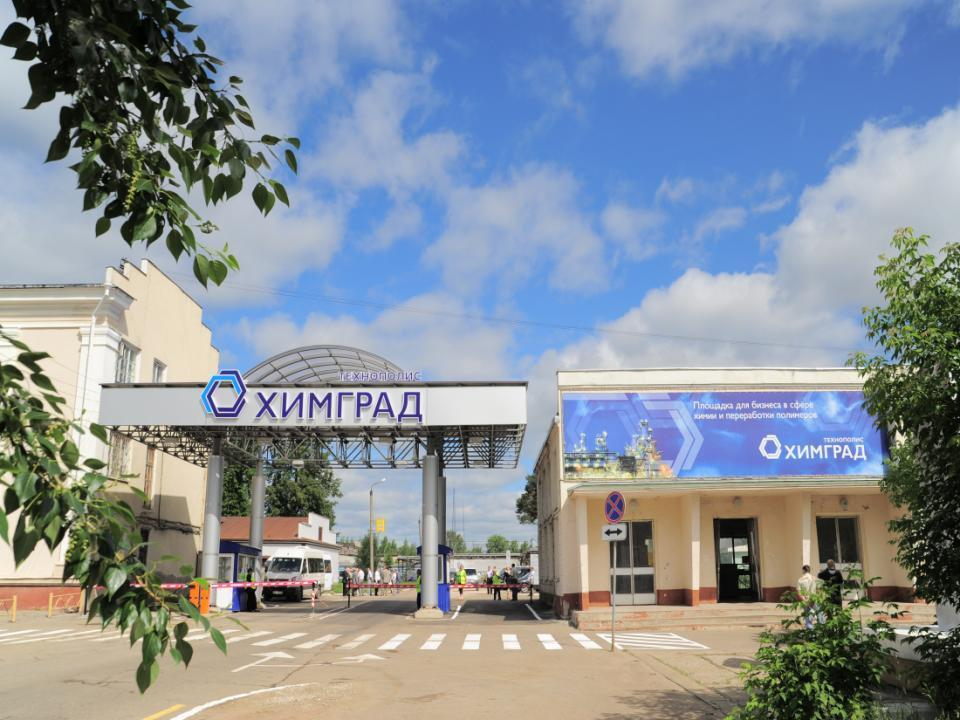 ТЕХНОПОЛИС
ХИМГРАД
Площадка для бизнеса в сфере
химии и переработки полимеров
ТЕХНОПОЛИС
ХИМГРАД